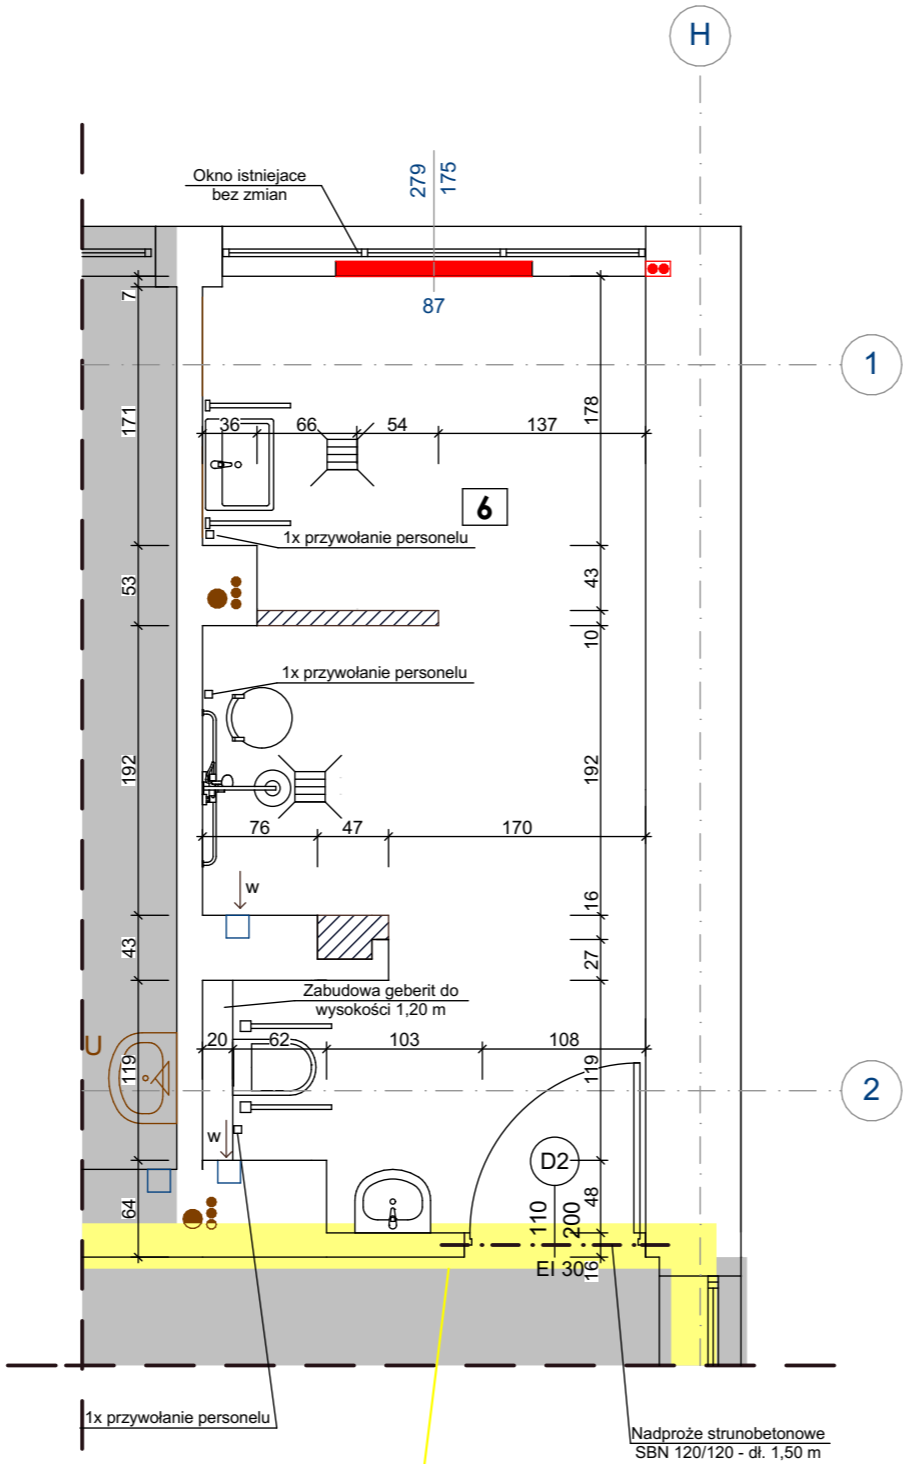 H
Okno istniejace
bez zmian
279
175
87
1
7
171
178
36
66
54
137
6
1x przywołanie personelu
53
43
10
1x przywołanie personelu
192
192
76
47
170
w
16
43
27
Zabudowa geberit do
wysokości 1,20 m
20
62
103
108
U
119
119
2
w
D2
110
200
64
48
EI 30
16
1x przywołanie personelu
Nadproże strunobetonowe
SBN 120/120 - dł. 1,50 m